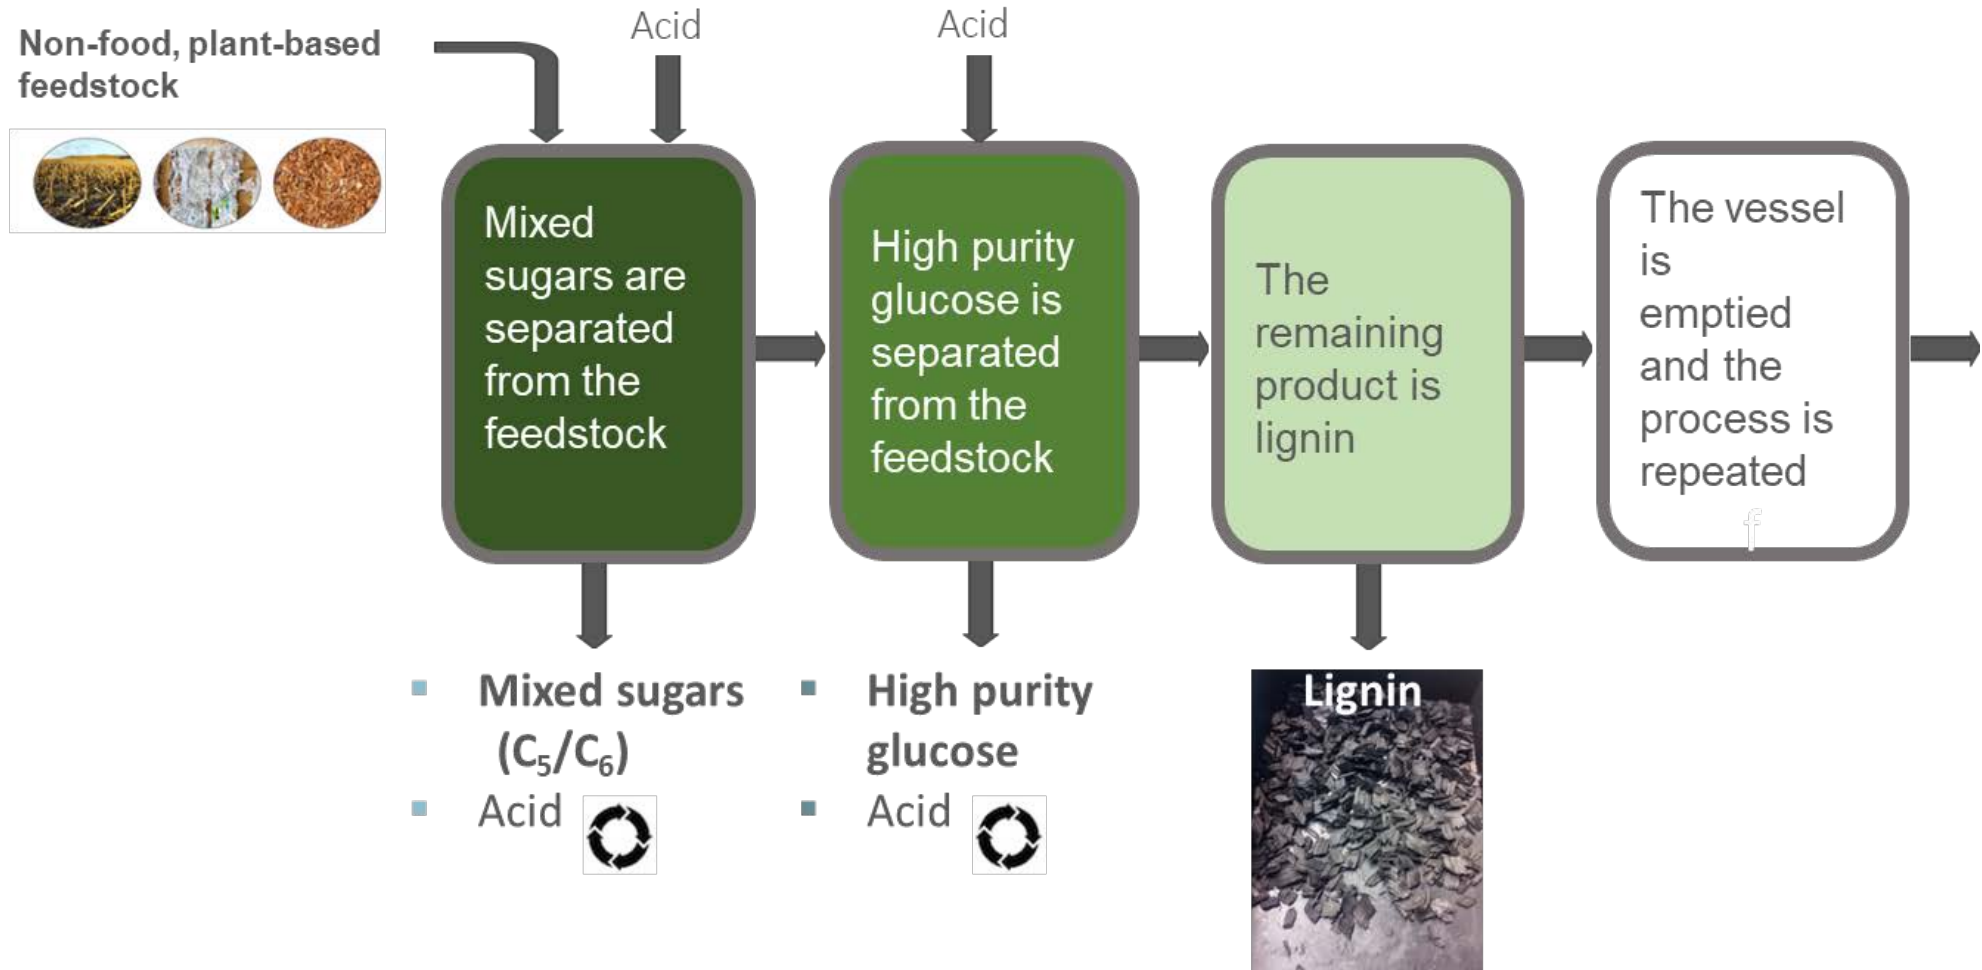 Non-food, plant-based
feedstock
Acid
Acid
Mixed
sugars are
separated
from the
feedstock
High purity
glucose is
separated
from the
feedstock
The
remaining
product is
lignin
The vessel
is
emptied
and the
process is
repeated
f
Mixed sugars
(C₅/C₆)
Acid
High purity
glucose
Acid
Lignin